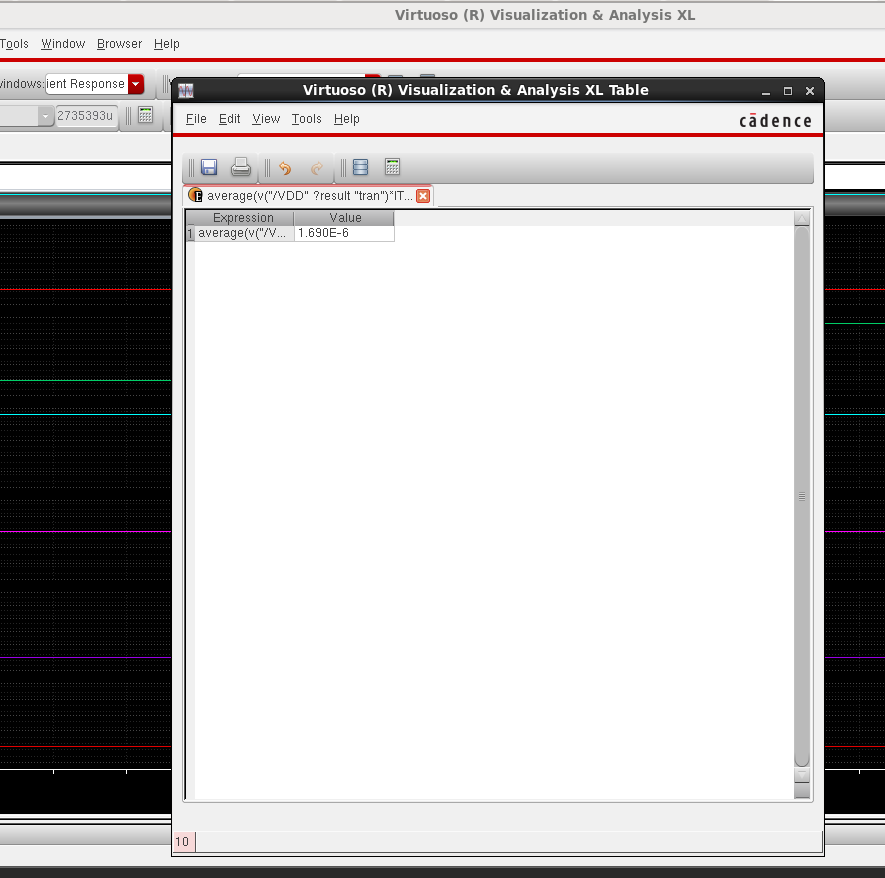 Virtuoso (R) Visualization & Analysis XL
Tools Window Browser Help
windows: ient Response
2735393u
Virtuoso (R) Visualization & Analysis XL Table
File Edit View Tools Help
cādence
average(v("/VDD" ?result "tran")*IT...
Expression Value
1 average(v("/V... 1.690E-6
10